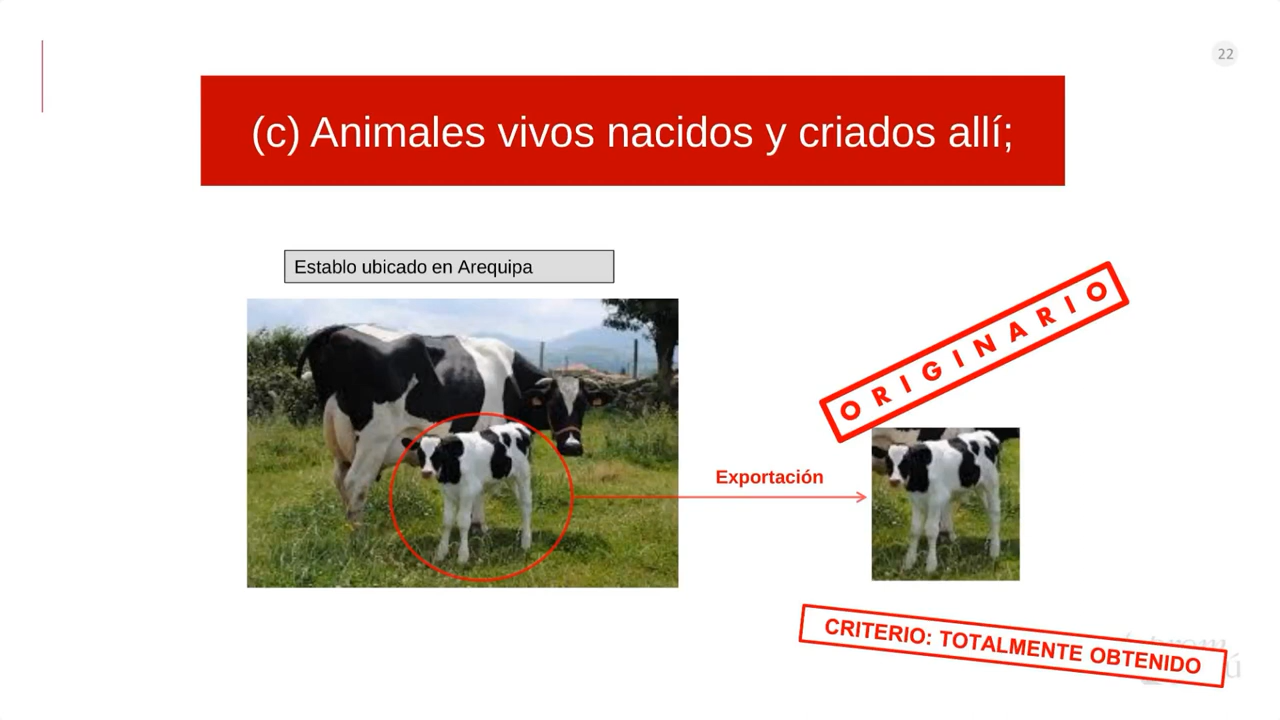 22
(c) Animales vivos nacidos y criados allí;
Establo ubicado en Arequipa
ORIGINARIO
Exportación
CRITERIO: TOTALMENTE OBTENIDO